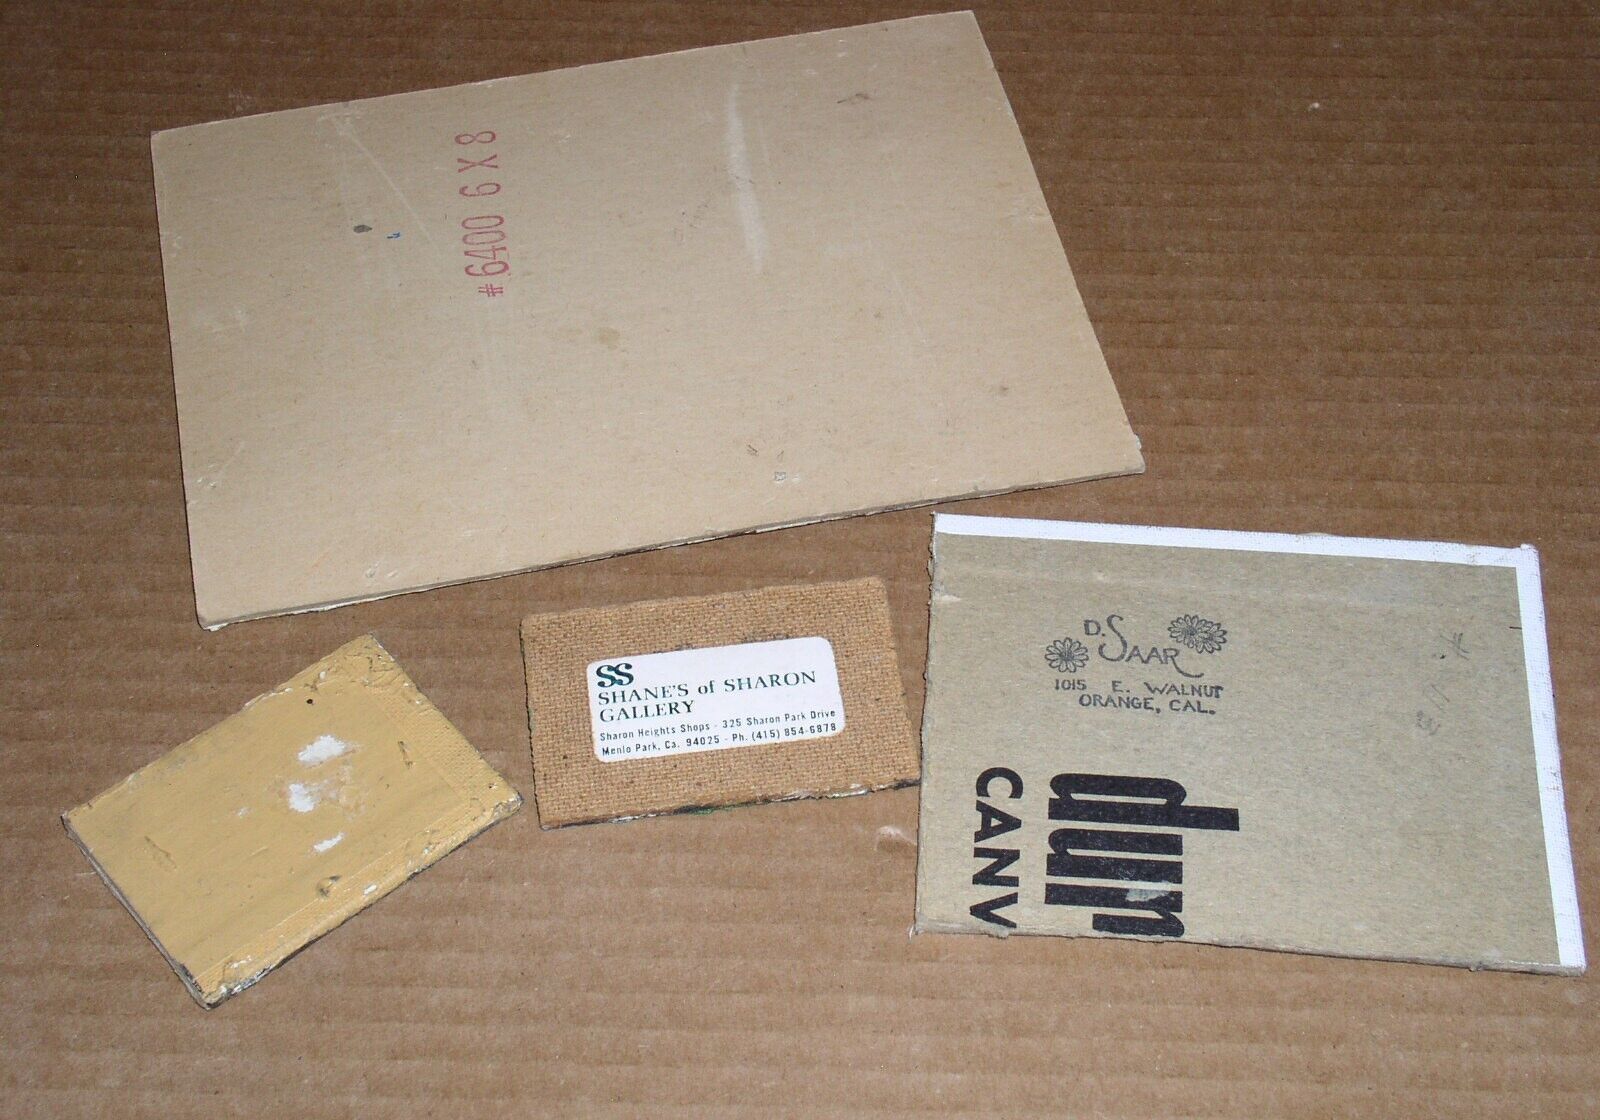 #6400 6 X 8
SS
SHANE'S of SHARON
GALLERY
Sharon Heights Shops - 325 Sharon Park Drive
Menlo Park, Ca. 94025 - Ph. (415) 854-6878
D. SAAR
1015 E. WALNUT
ORANGE, CAL.
dum
CANV